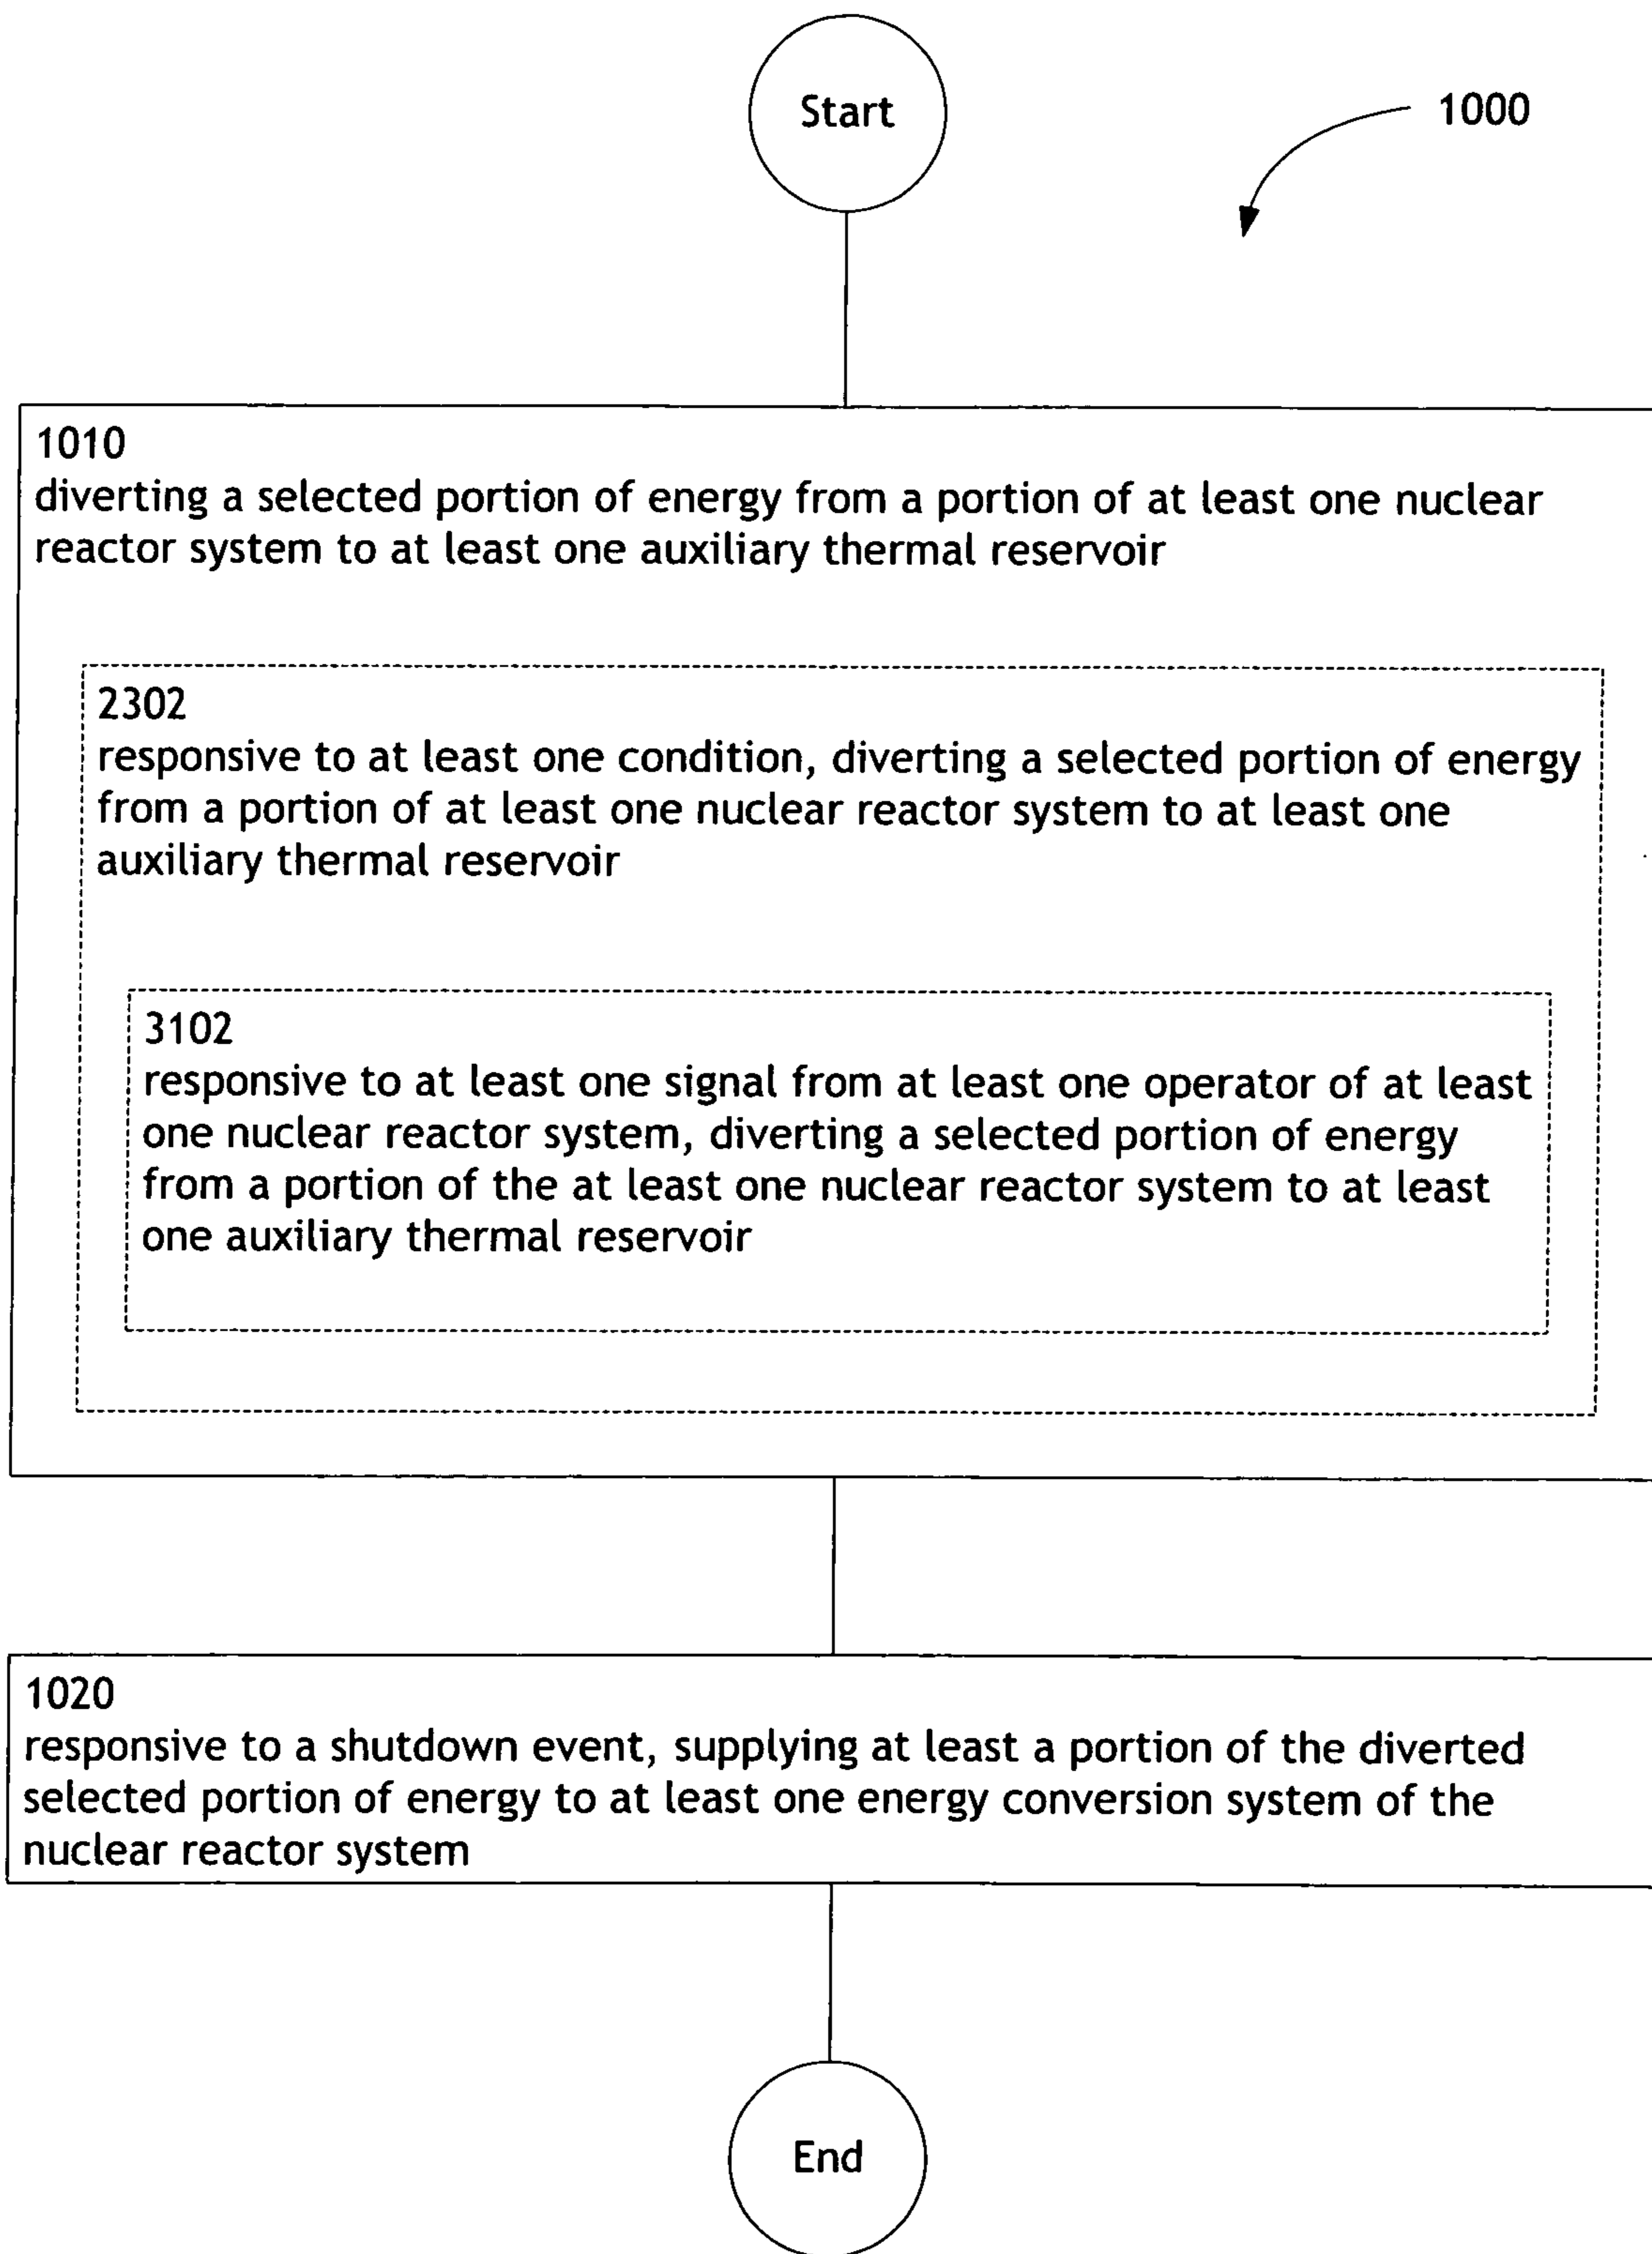 Start
1000
1010
diverting a selected portion of energy from a portion of at least one nuclear
reactor system to at least one auxiliary thermal reservoir
2302
responsive to at least one condition, diverting a selected portion of energy
from a portion of at least one nuclear reactor system to at least one
auxiliary thermal reservoir
3102
responsive to at least one signal from at least one operator of at least
one nuclear reactor system, diverting a selected portion of energy
from a portion of the at least one nuclear reactor system to at least
one auxiliary thermal reservoir
1020
responsive to a shutdown event, supplying at least a portion of the diverted
selected portion of energy to at least one energy conversion system of the
nuclear reactor system
End